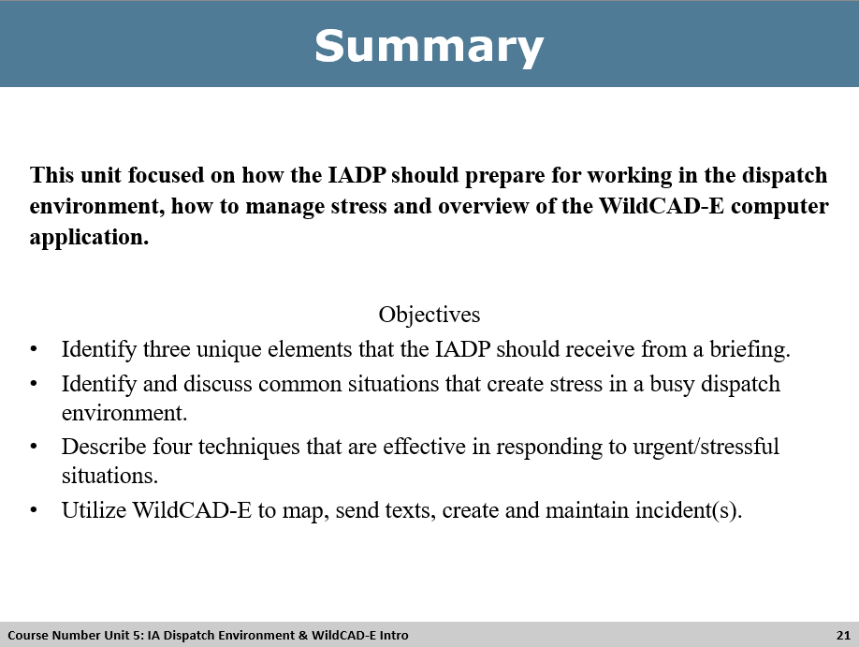 Summary
This unit focused on how the IADP should prepare for working in the dispatch
environment, how to manage stress and overview of the WildCAD-E computer
application.
Objectives
• Identify three unique elements that the IADP should receive from a briefing.
• Identify and discuss common situations that create stress in a busy dispatch
environment.
• Describe four techniques that are effective in responding to urgent/stressful
situations.
• Utilize WildCAD-E to map, send texts, create and maintain incident(s).
Course Number Unit 5: IA Dispatch Environment & WildCAD-E Intro 21